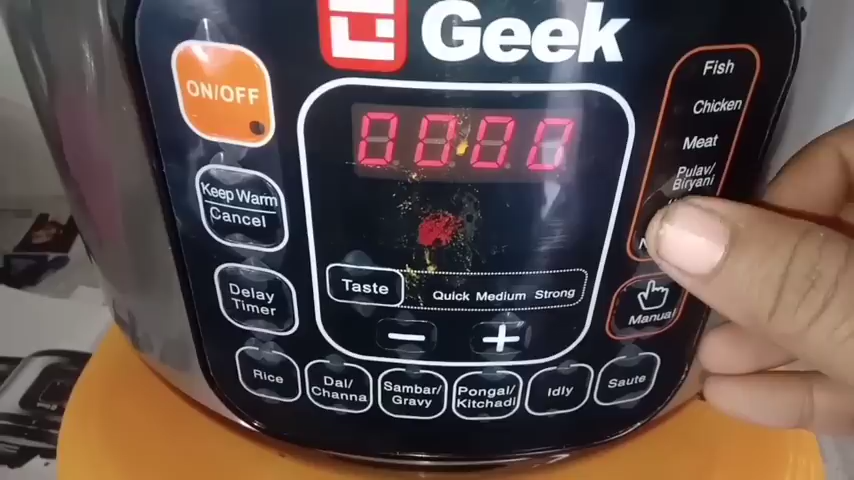 Geek
ON/OFF
Fish
Chicken
Meat
Pulav/
Biryani
Keep Warm
Cancel
Delay
Timer
Taste
Quick Medium Strong
Manual
Rice
Dal/
Channa
Sambar/
Gravy
Pongal/
Kitchadi
Idly
Saute